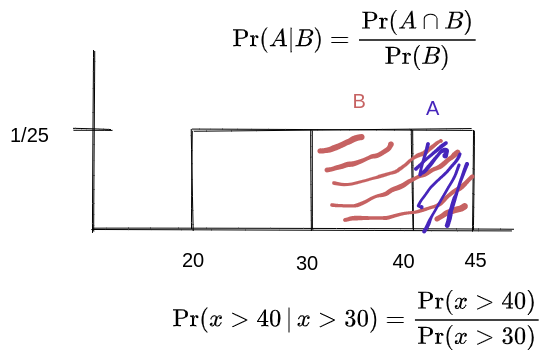 Pr(A|B) = Pr(A ∩ B) / Pr(B)
B A
1/25
20 30 40 45
Pr(x > 40 | x > 30) = Pr(x > 40) / Pr(x > 30)